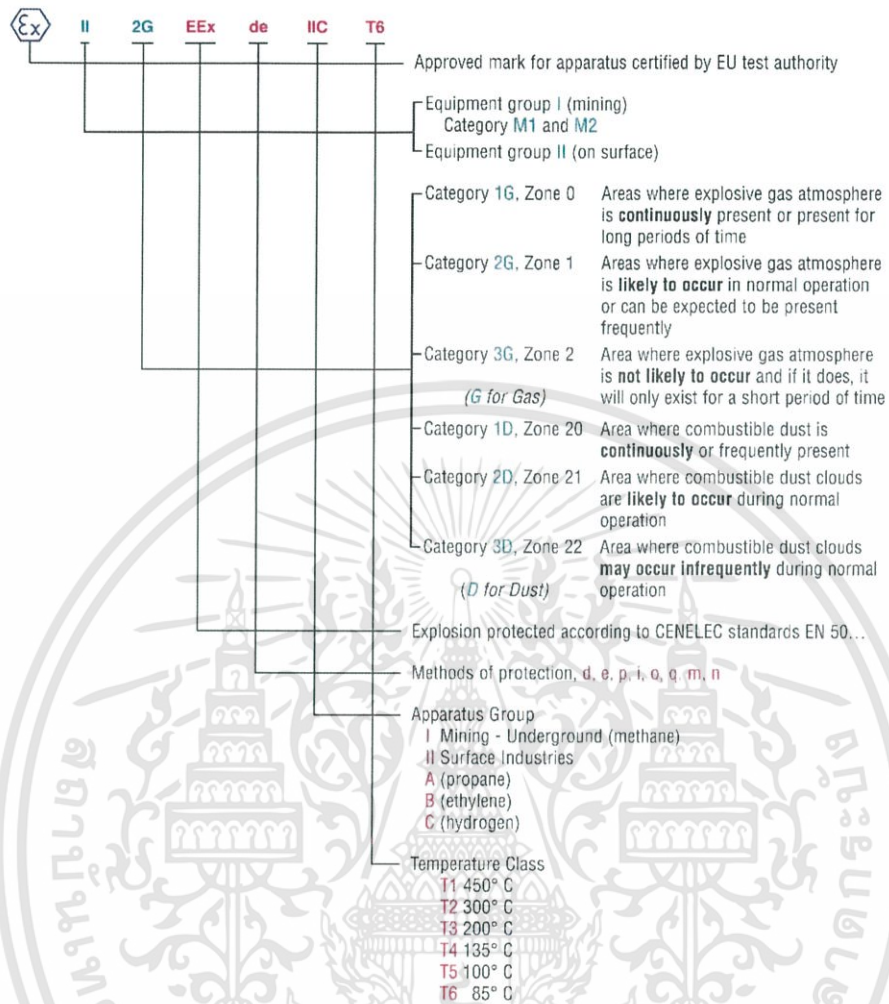 Ex II 2G EEx de IIC T6
Approved mark for apparatus certified by EU test authority
Equipment group I (mining)
Category M1 and M2
Equipment group II (on surface)
Category 1G, Zone 0 Areas where explosive gas atmosphere
is continuously present or present for
long periods of time
Category 2G, Zone 1 Areas where explosive gas atmosphere
is likely to occur in normal operation
or can be expected to be present
frequently
Category 3G, Zone 2 Area where explosive gas atmosphere
is not likely to occur and if it does, it
(G for Gas) will only exist for a short period of time
Category 1D, Zone 20 Area where combustible dust is
continuously or frequently present
Category 2D, Zone 21 Area where combustible dust clouds
are likely to occur during normal
operation
Category 3D, Zone 22 Area where combustible dust clouds
may occur infrequently during normal
(D for Dust) operation
Explosion protected according to CENELEC standards EN 50...
Methods of protection, d, e, p, i, o, q, m, n
Apparatus Group
I Mining - Underground (methane)
II Surface Industries
A (propane)
B (ethylene)
C (hydrogen)
Temperature Class
T1 450° C
T2 300° C
T3 200° C
T4 135° C
T5 100° C
T6 85° C